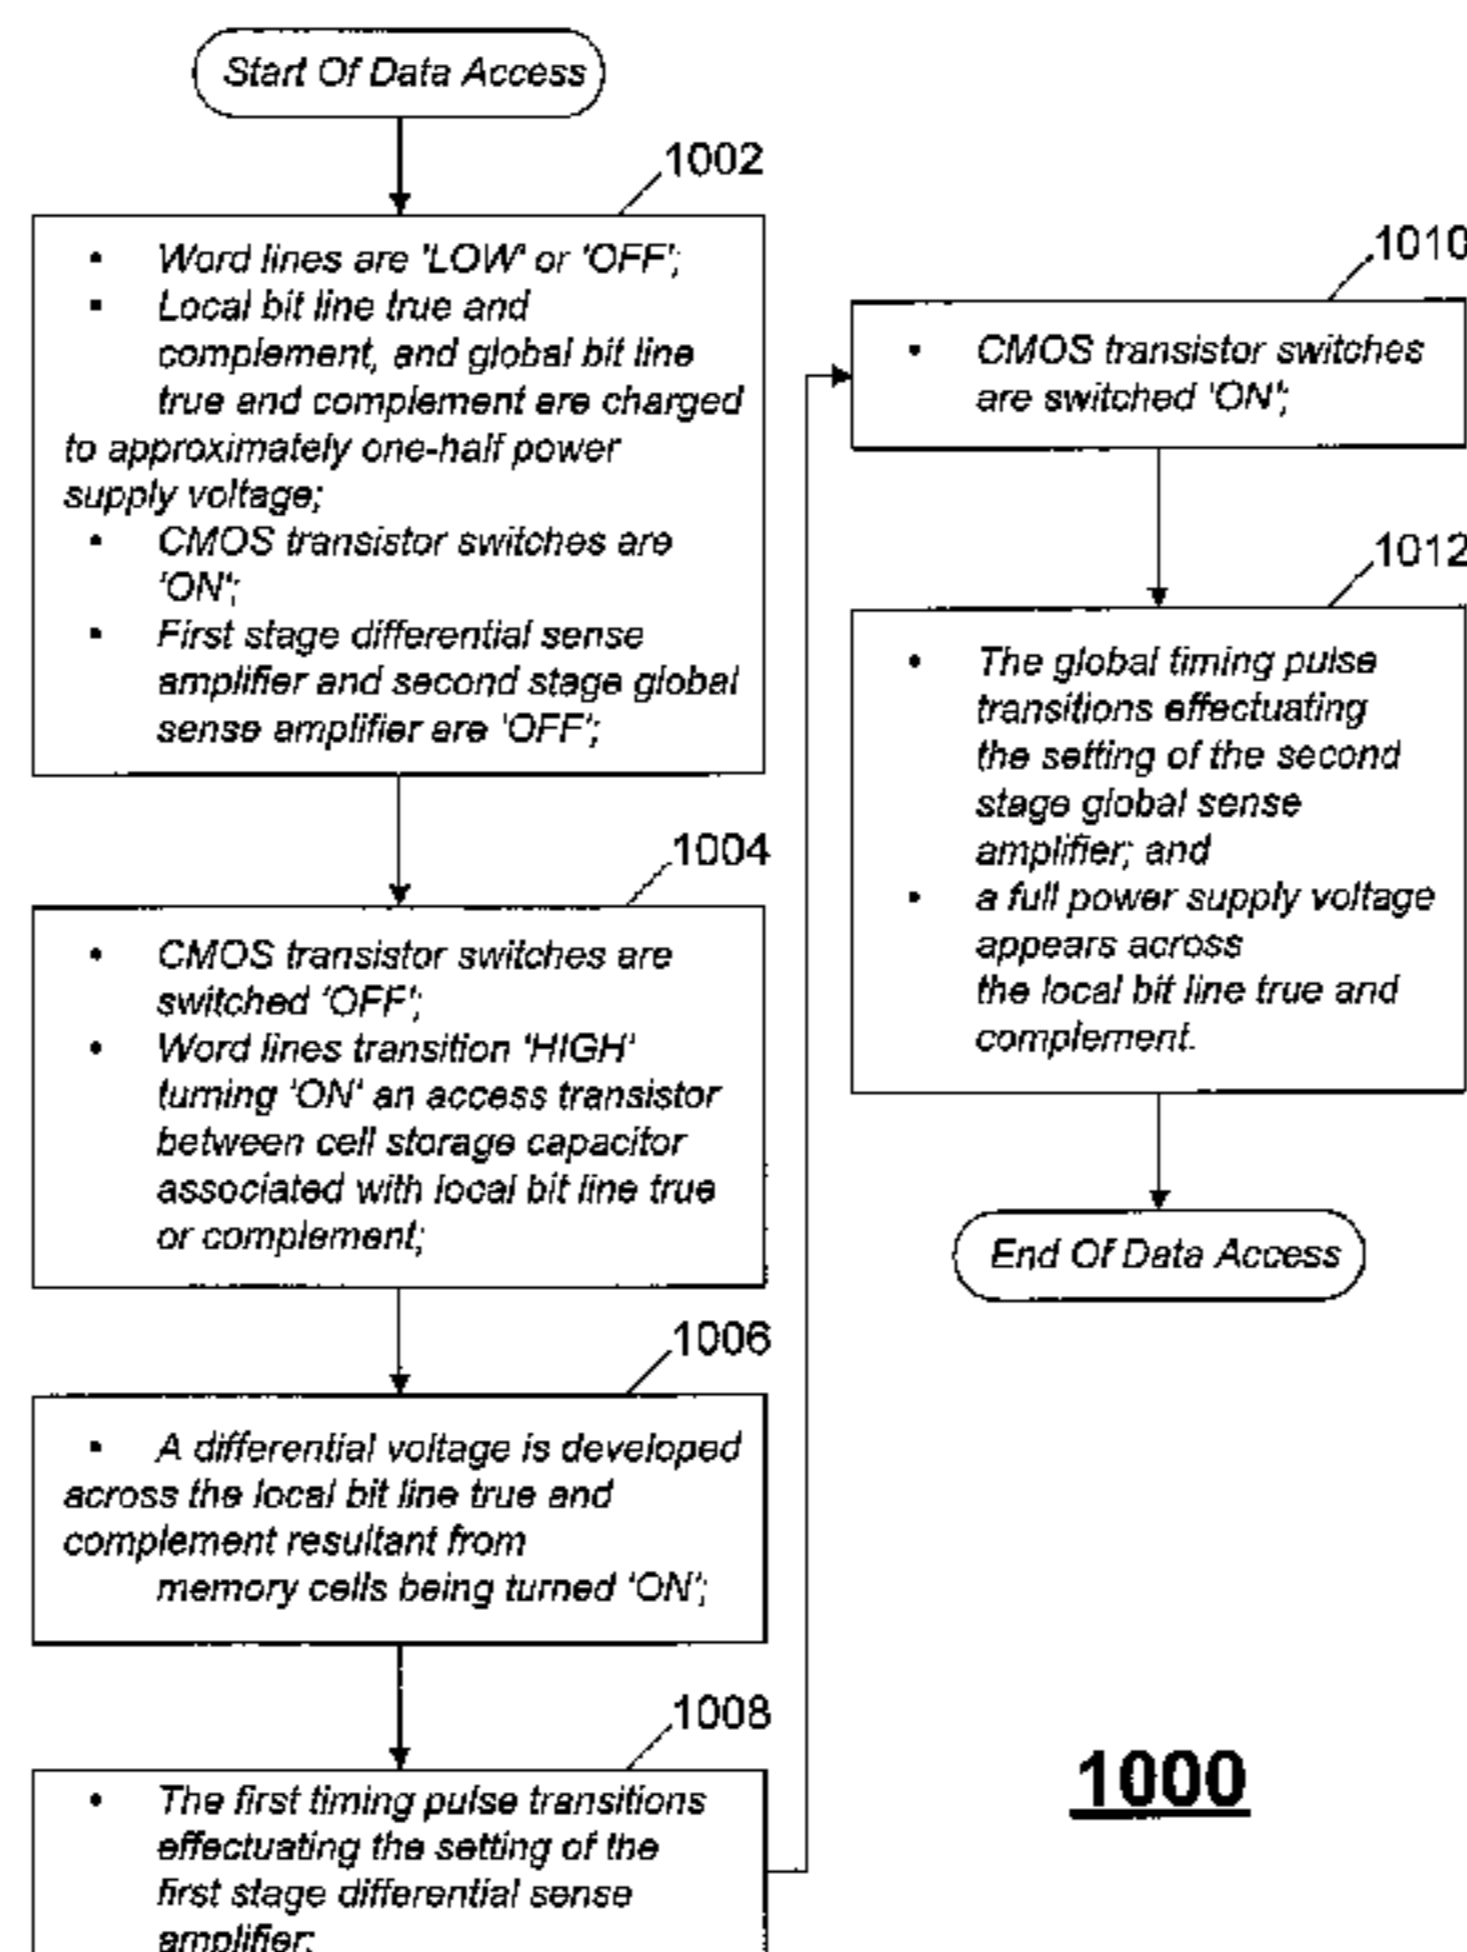 Start Of Data Access
1002
• Word lines are 'LOW' or 'OFF';
• Local bit line true and
complement, and global bit line
true and complement are charged
to approximately one-half power
supply voltage;
• CMOS transistor switches are
'ON';
• First stage differential sense
amplifier and second stage global
sense amplifier are 'OFF';
1004
• CMOS transistor switches are
switched 'OFF';
• Word lines transition 'HIGH'
turning 'ON' an access transistor
between cell storage capacitor
associated with local bit line true
or complement;
1006
• A differential voltage is developed
across the local bit line true and
complement resultant from
memory cells being turned 'ON';
1008
• The first timing pulse transitions
effectuating the setting of the
first stage differential sense
amplifier;
1010
• CMOS transistor switches
are switched 'ON';
1012
• The global timing pulse
transitions effectuating
the setting of the second
stage global sense
amplifier; and
• a full power supply voltage
appears across
the local bit line true and
complement.
End Of Data Access
1000